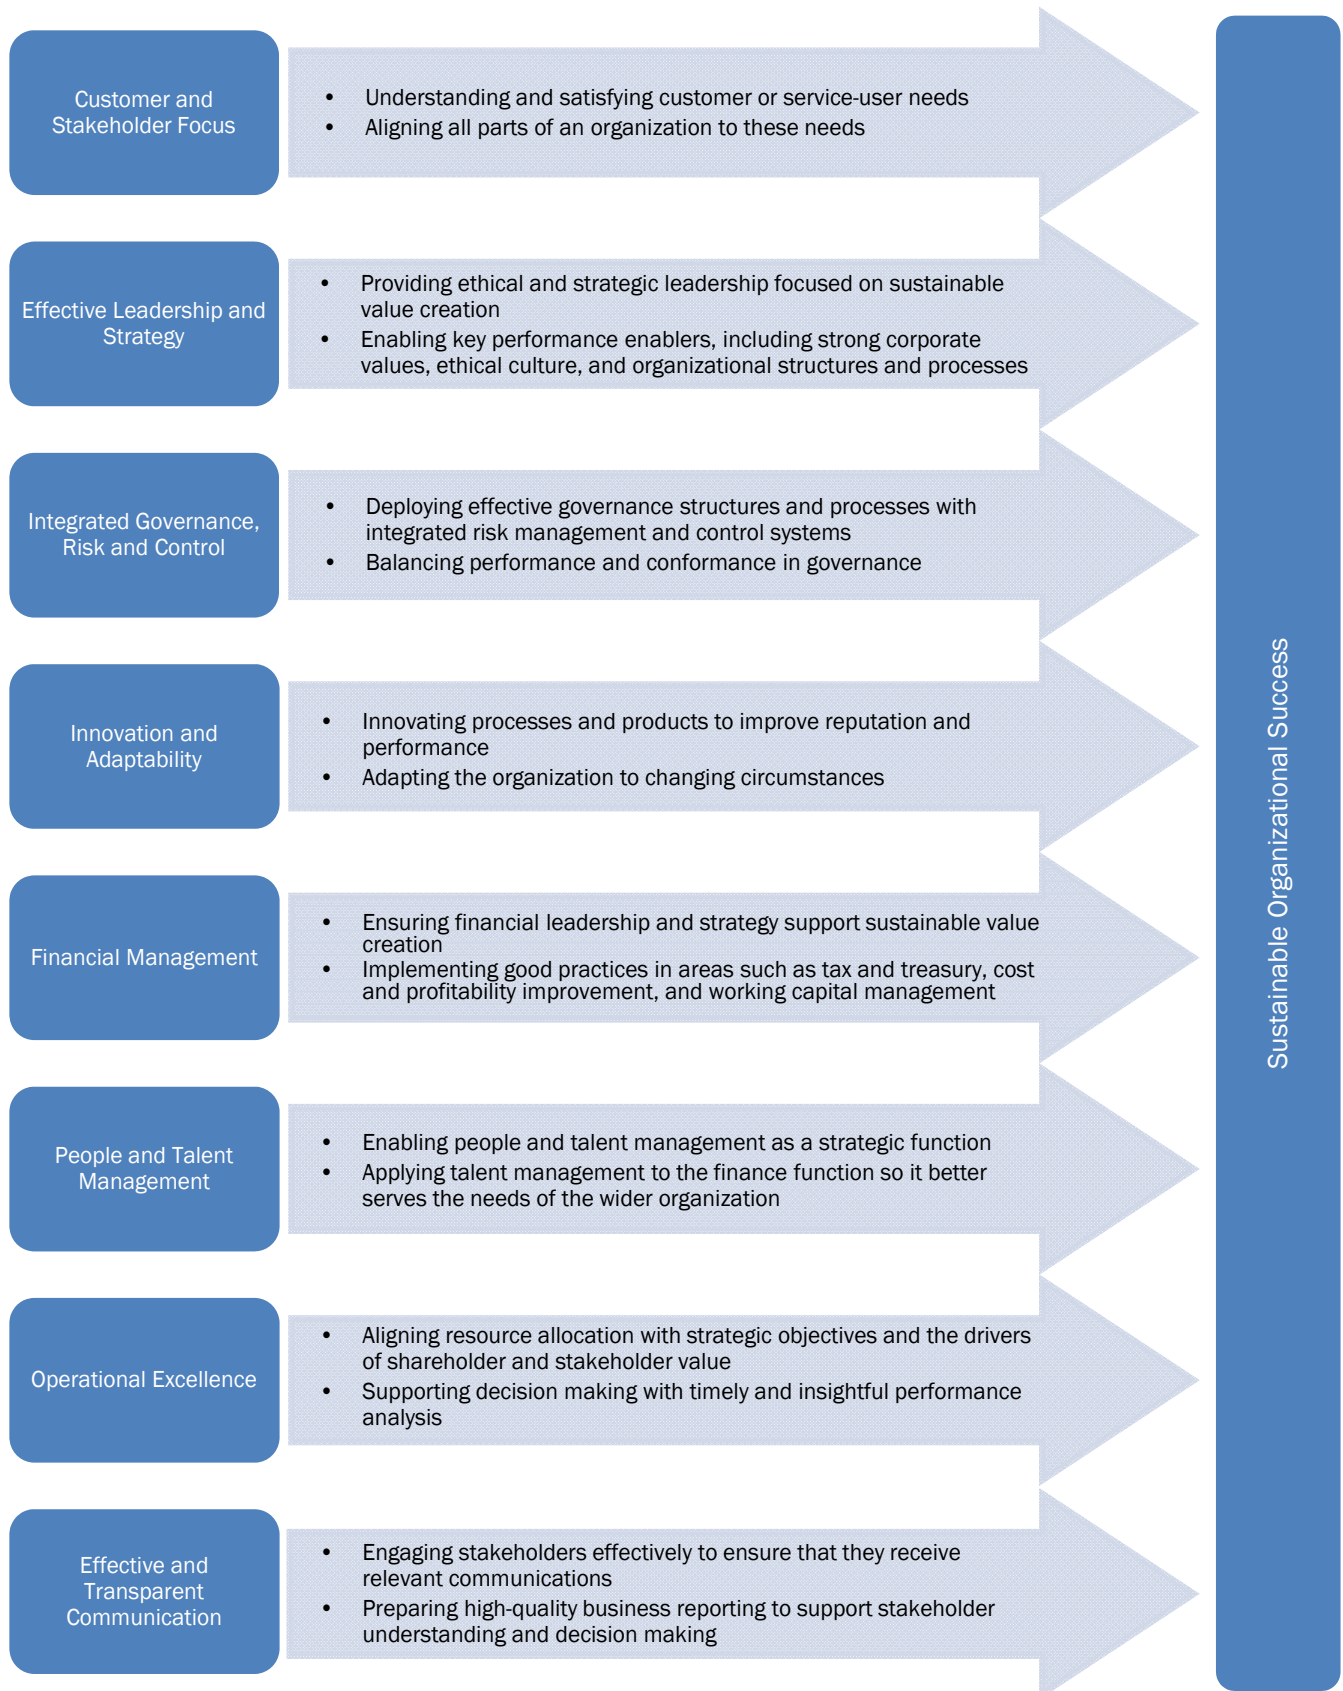 Customer and
Stakeholder Focus
• Understanding and satisfying customer or service-user needs
• Aligning all parts of an organization to these needs
Effective Leadership and
Strategy
• Providing ethical and strategic leadership focused on sustainable
value creation
• Enabling key performance enablers, including strong corporate
values, ethical culture, and organizational structures and processes
Integrated Governance,
Risk and Control
• Deploying effective governance structures and processes with
integrated risk management and control systems
• Balancing performance and conformance in governance
Innovation and
Adaptability
• Innovating processes and products to improve reputation and
performance
• Adapting the organization to changing circumstances
Financial Management
• Ensuring financial leadership and strategy support sustainable value
creation
• Implementing good practices in areas such as tax and treasury, cost
and profitability improvement, and working capital management
People and Talent
Management
• Enabling people and talent management as a strategic function
• Applying talent management to the finance function so it better
serves the needs of the wider organization
Operational Excellence
• Aligning resource allocation with strategic objectives and the drivers
of shareholder and stakeholder value
• Supporting decision making with timely and insightful performance
analysis
Effective and
Transparent
Communication
• Engaging stakeholders effectively to ensure that they receive
relevant communications
• Preparing high-quality business reporting to support stakeholder
understanding and decision making
Sustainable Organizational Success